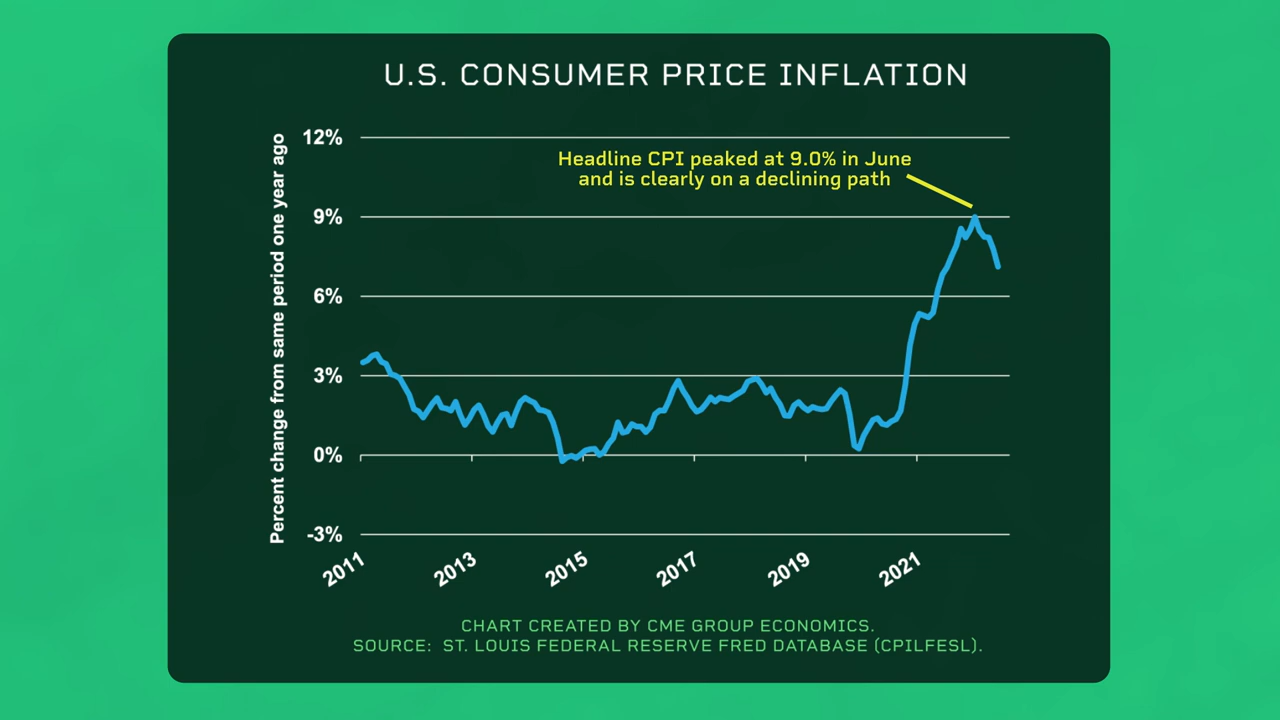 U.S. CONSUMER PRICE INFLATION
Percent change from same period one year ago
12%
Headline CPI peaked at 9.0% in June
and is clearly on a declining path
9%
6%
3%
0%
-3%
2011
2013
2015
2017
2019
2021
CHART CREATED BY CME GROUP ECONOMICS.
SOURCE: ST. LOUIS FEDERAL RESERVE FRED DATABASE (CPILFESL).